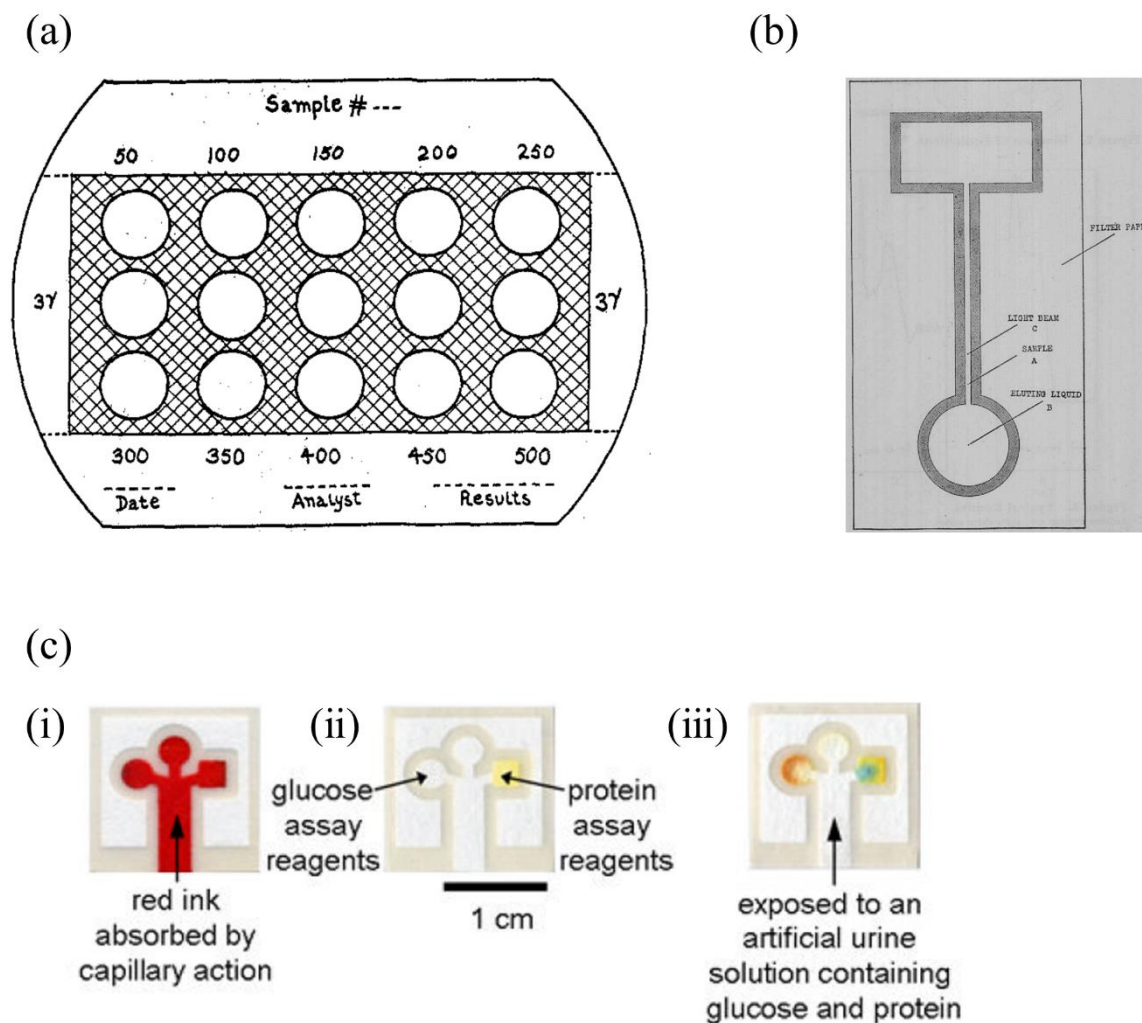 (a)
Sample # ---
50 100 150 200 250
37 37
300 350 400 450 500
Date Analyst Results
(b)
FILTER PAP
LIGHT BEAM
C
SAMPLE
A
ELUTING LIQUID
B
(c)
(i)
(ii)
(iii)
red ink
absorbed by
capillary action
glucose
assay
reagents
protein
assay
reagents
1 cm
exposed to an
artificial urine
solution containing
glucose and protein